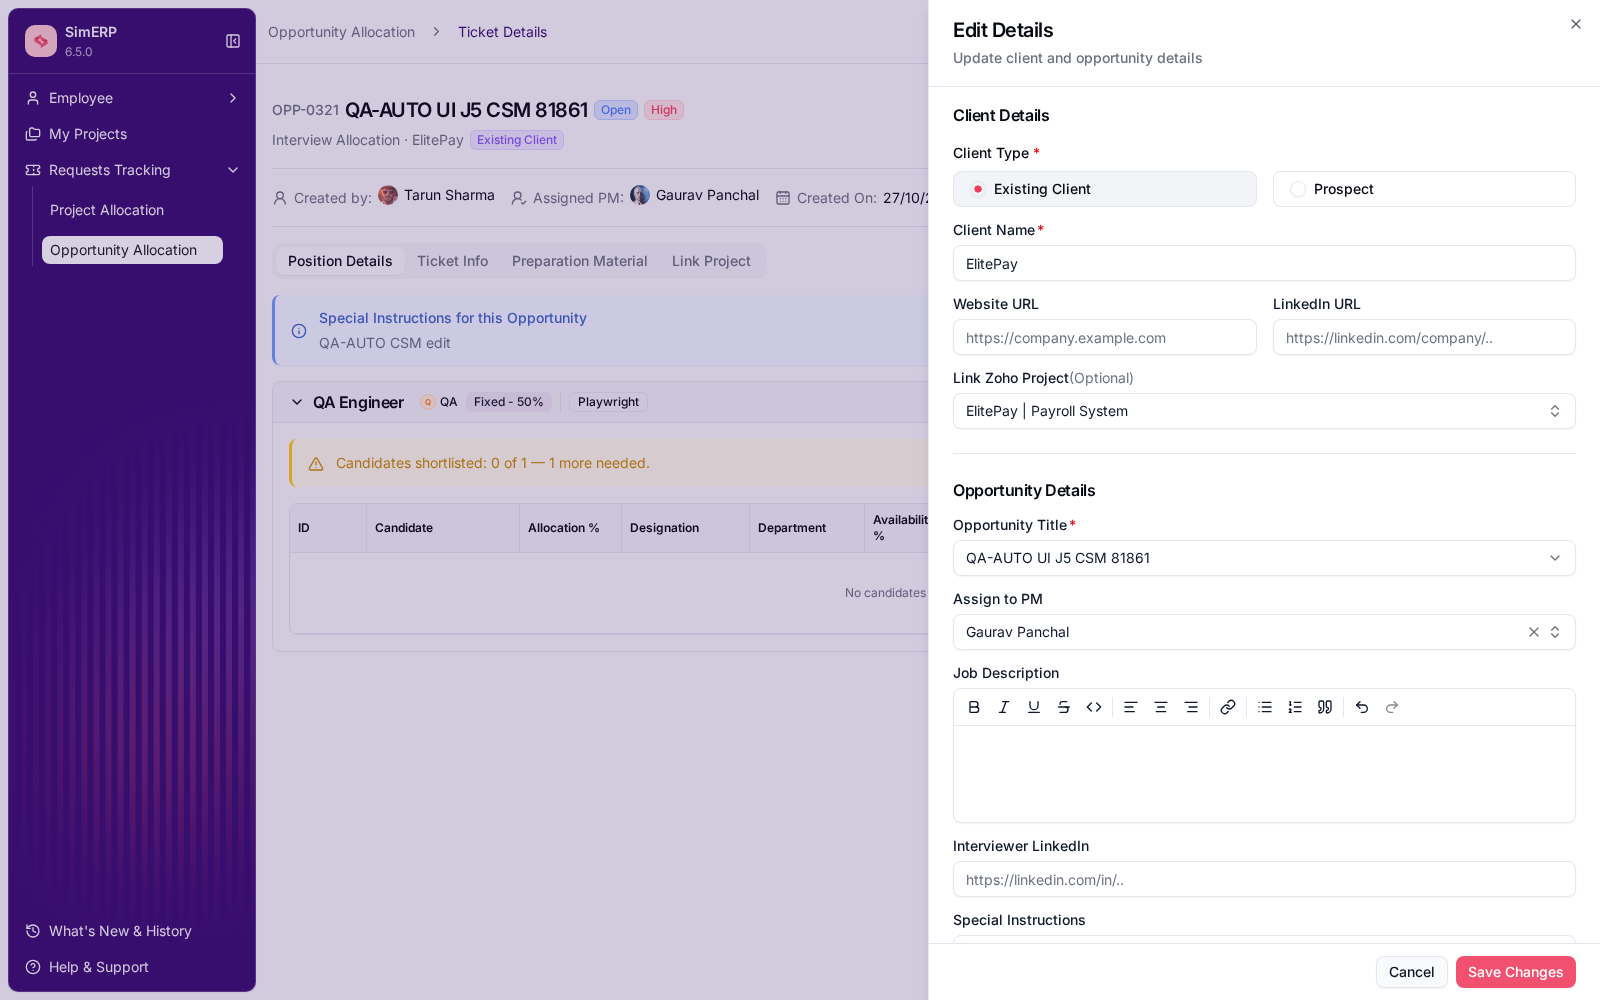 SimERP
6.5.0
Employee
My Projects
Requests Tracking
Project Allocation
Opportunity Allocation
What's New & History
Help & Support
Opportunity Allocation > Ticket Details
OPP-0321 QA-AUTO UI J5 CSM 81861 Open High
Interview Allocation · ElitePay Existing Client
Created by: Tarun Sharma Assigned PM: Gaurav Panchal Created On: 27/10/2
Position Details Ticket Info Preparation Material Link Project
Special Instructions for this Opportunity
QA-AUTO CSM edit
QA Engineer Q QA Fixed - 50% Playwright
Candidates shortlisted: 0 of 1 — 1 more needed.
ID Candidate Allocation % Designation Department Availabilit
%
No candidates
Edit Details
Update client and opportunity details
Client Details
Client Type *
Existing Client Prospect
Client Name *
ElitePay
Website URL LinkedIn URL
https://company.example.com https://linkedin.com/company/..
Link Zoho Project(Optional)
ElitePay | Payroll System
Opportunity Details
Opportunity Title *
QA-AUTO UI J5 CSM 81861
Assign to PM
Gaurav Panchal
Job Description
Interviewer LinkedIn
https://linkedin.com/in/..
Special Instructions
Cancel Save Changes